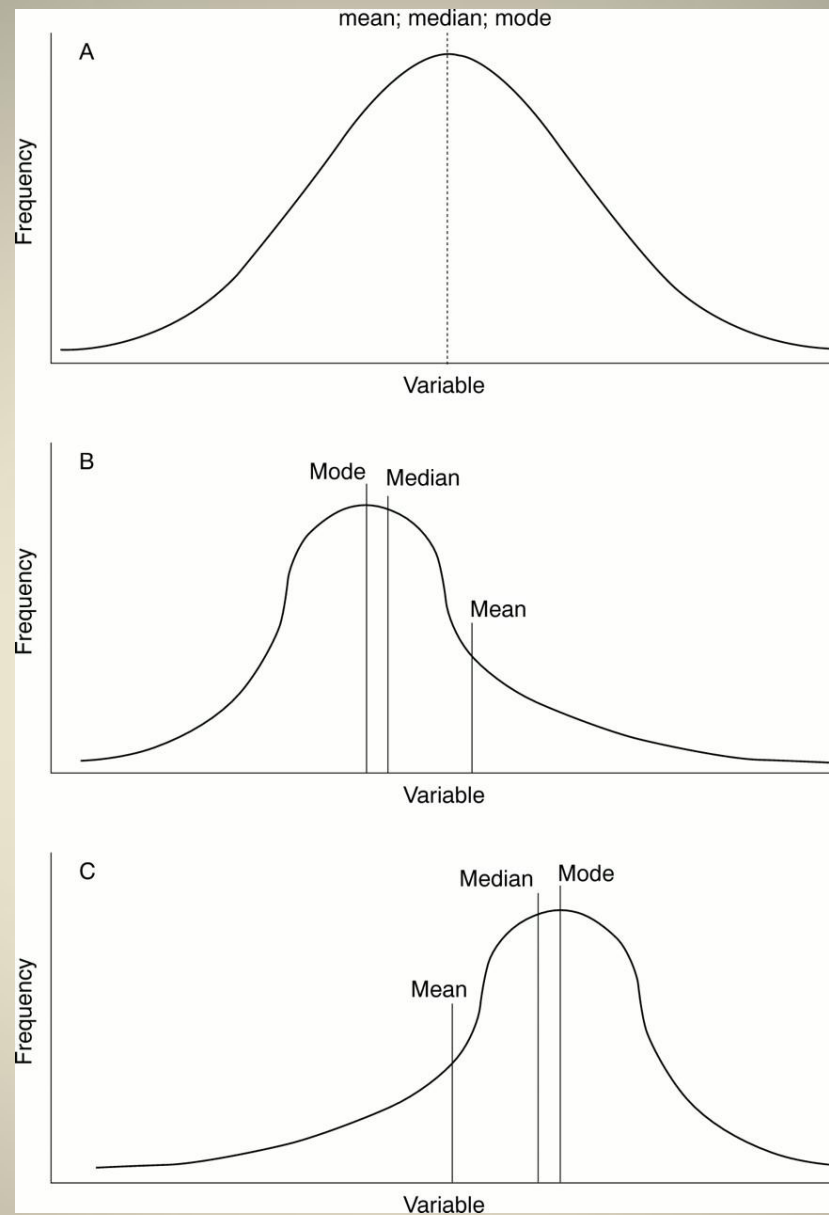 mean; median; mode
A
Frequency
Variable
B
Mode
Median
Mean
Frequency
Variable
C
Median
Mode
Mean
Frequency
Variable